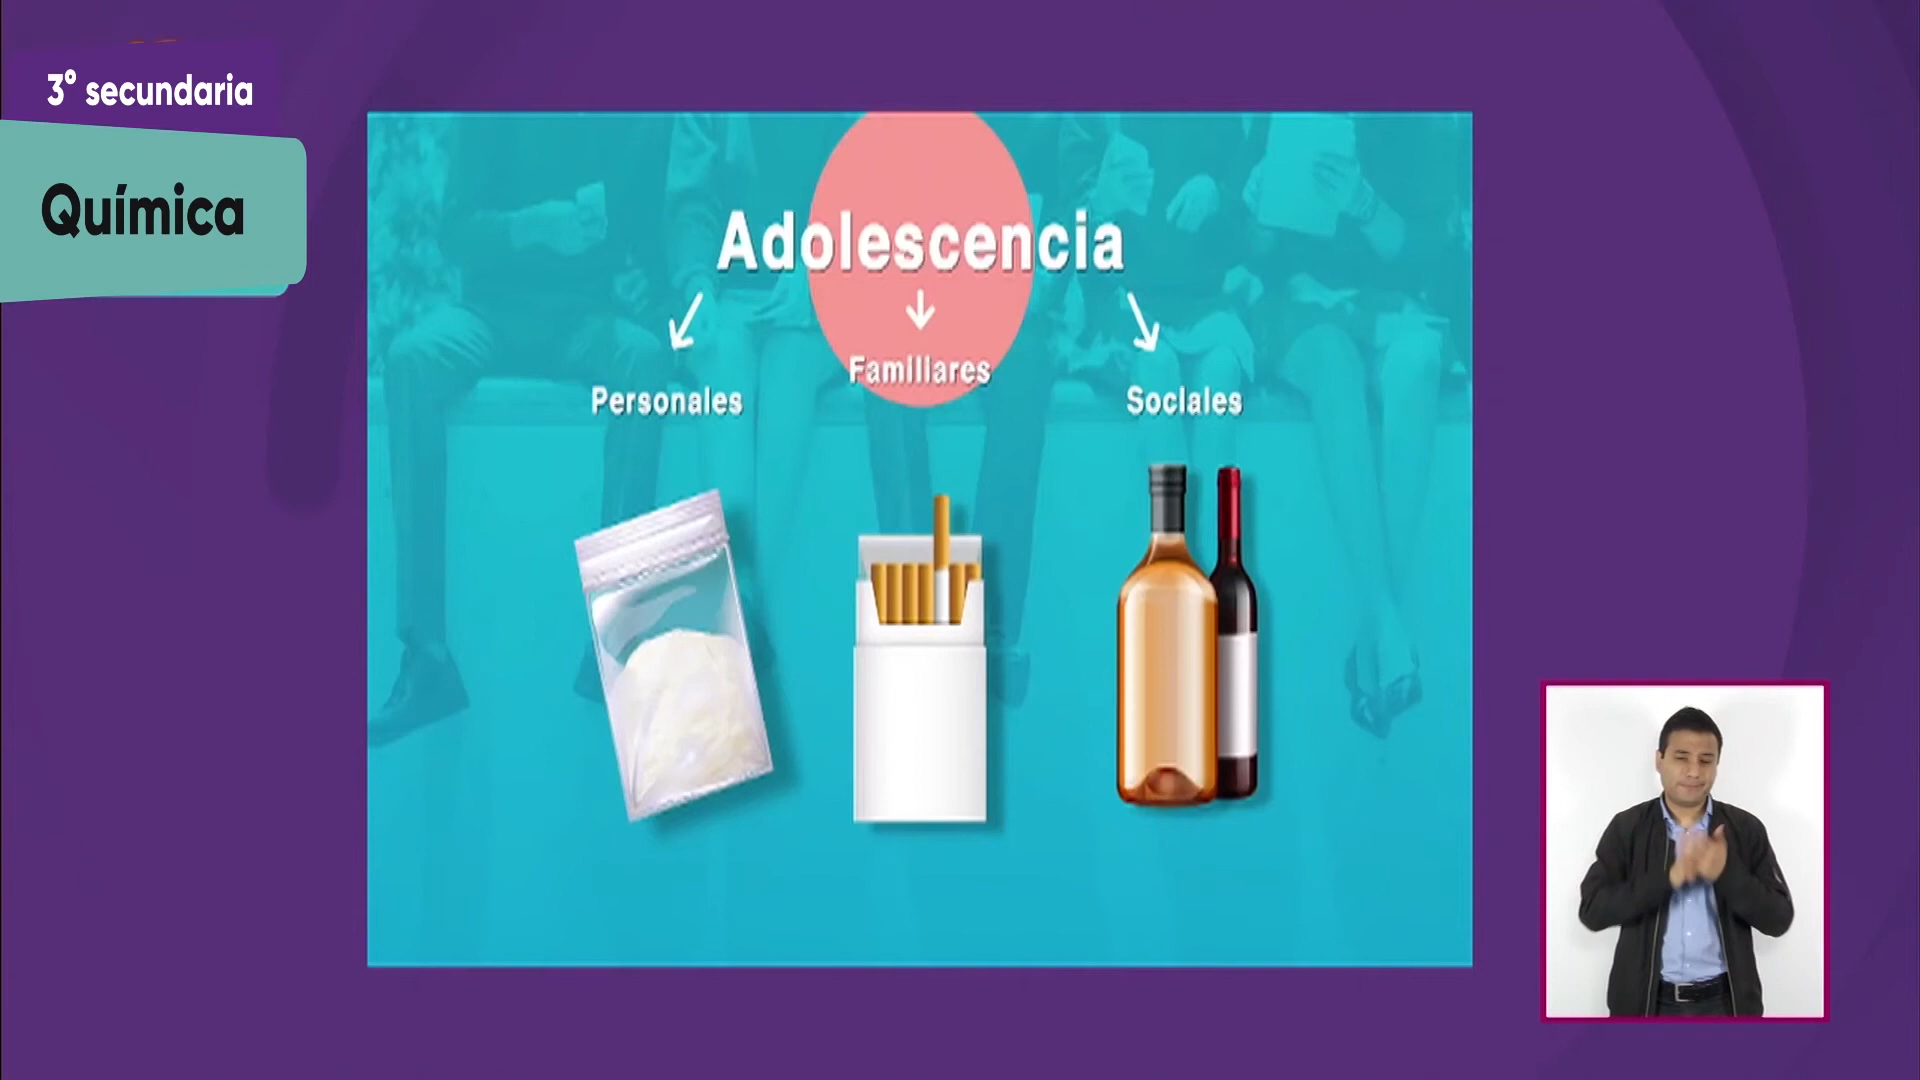 3° secundaria
Química
Adolescencia
Familiares
Personales
Sociales